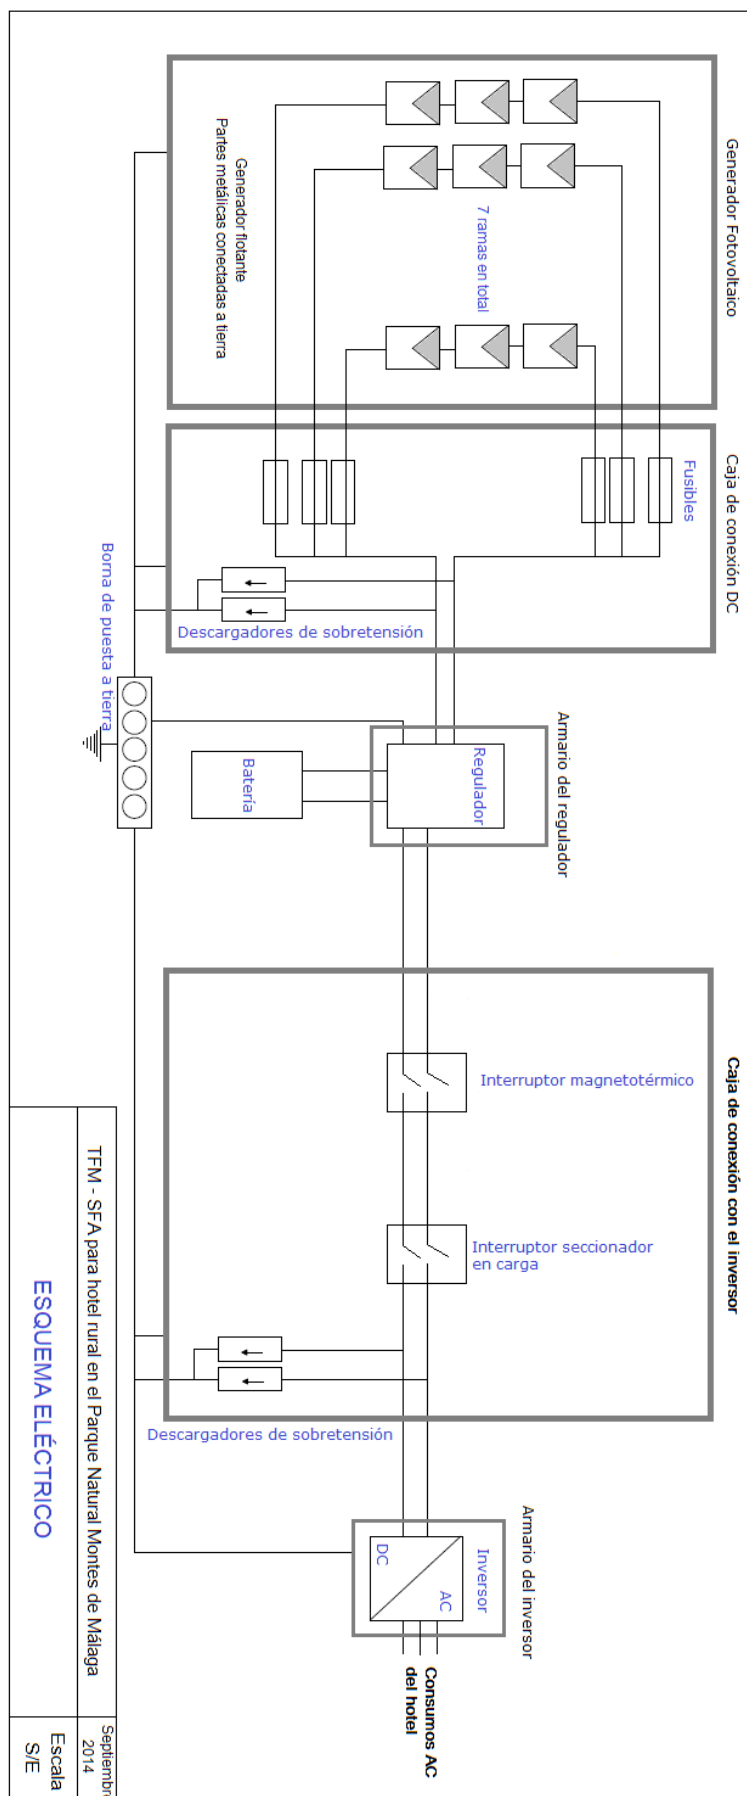 Generador Fotovoltaico
Generador flotante
Partes metálicas conectadas a tierra
7 ramas en total
Caja de conexión DC
Fusibles
Descargadores de sobretensión
Borna de puesta a tierra
Armario del regulador
Regulador
Batería
Caja de conexión con el inversor
Interruptor magnetotérmico
Interruptor seccionador
en carga
Descargadores de sobretensión
Armario del inversor
Inversor
DC
AC
Consumos AC
del hotel
TFM - SFA para hotel rural en el Parque Natural Montes de Málaga
Septiembre
2014
ESQUEMA ELÉCTRICO
Escala
S/E